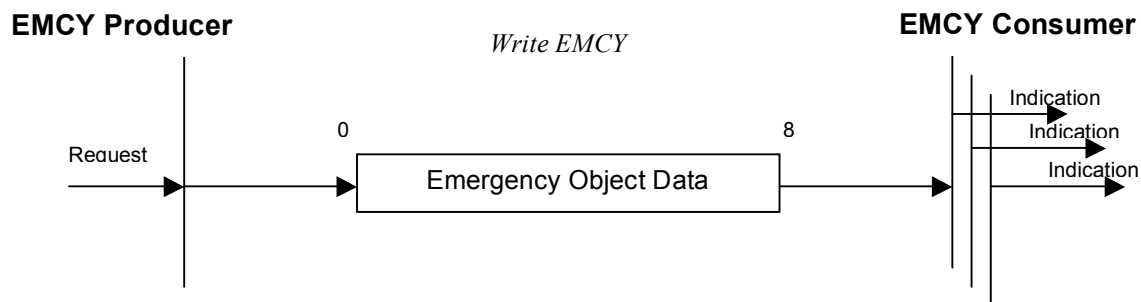 EMCY Producer
Write EMCY
EMCY Consumer
Indication
0
8
Indication
Request
Emergency Object Data
Indication